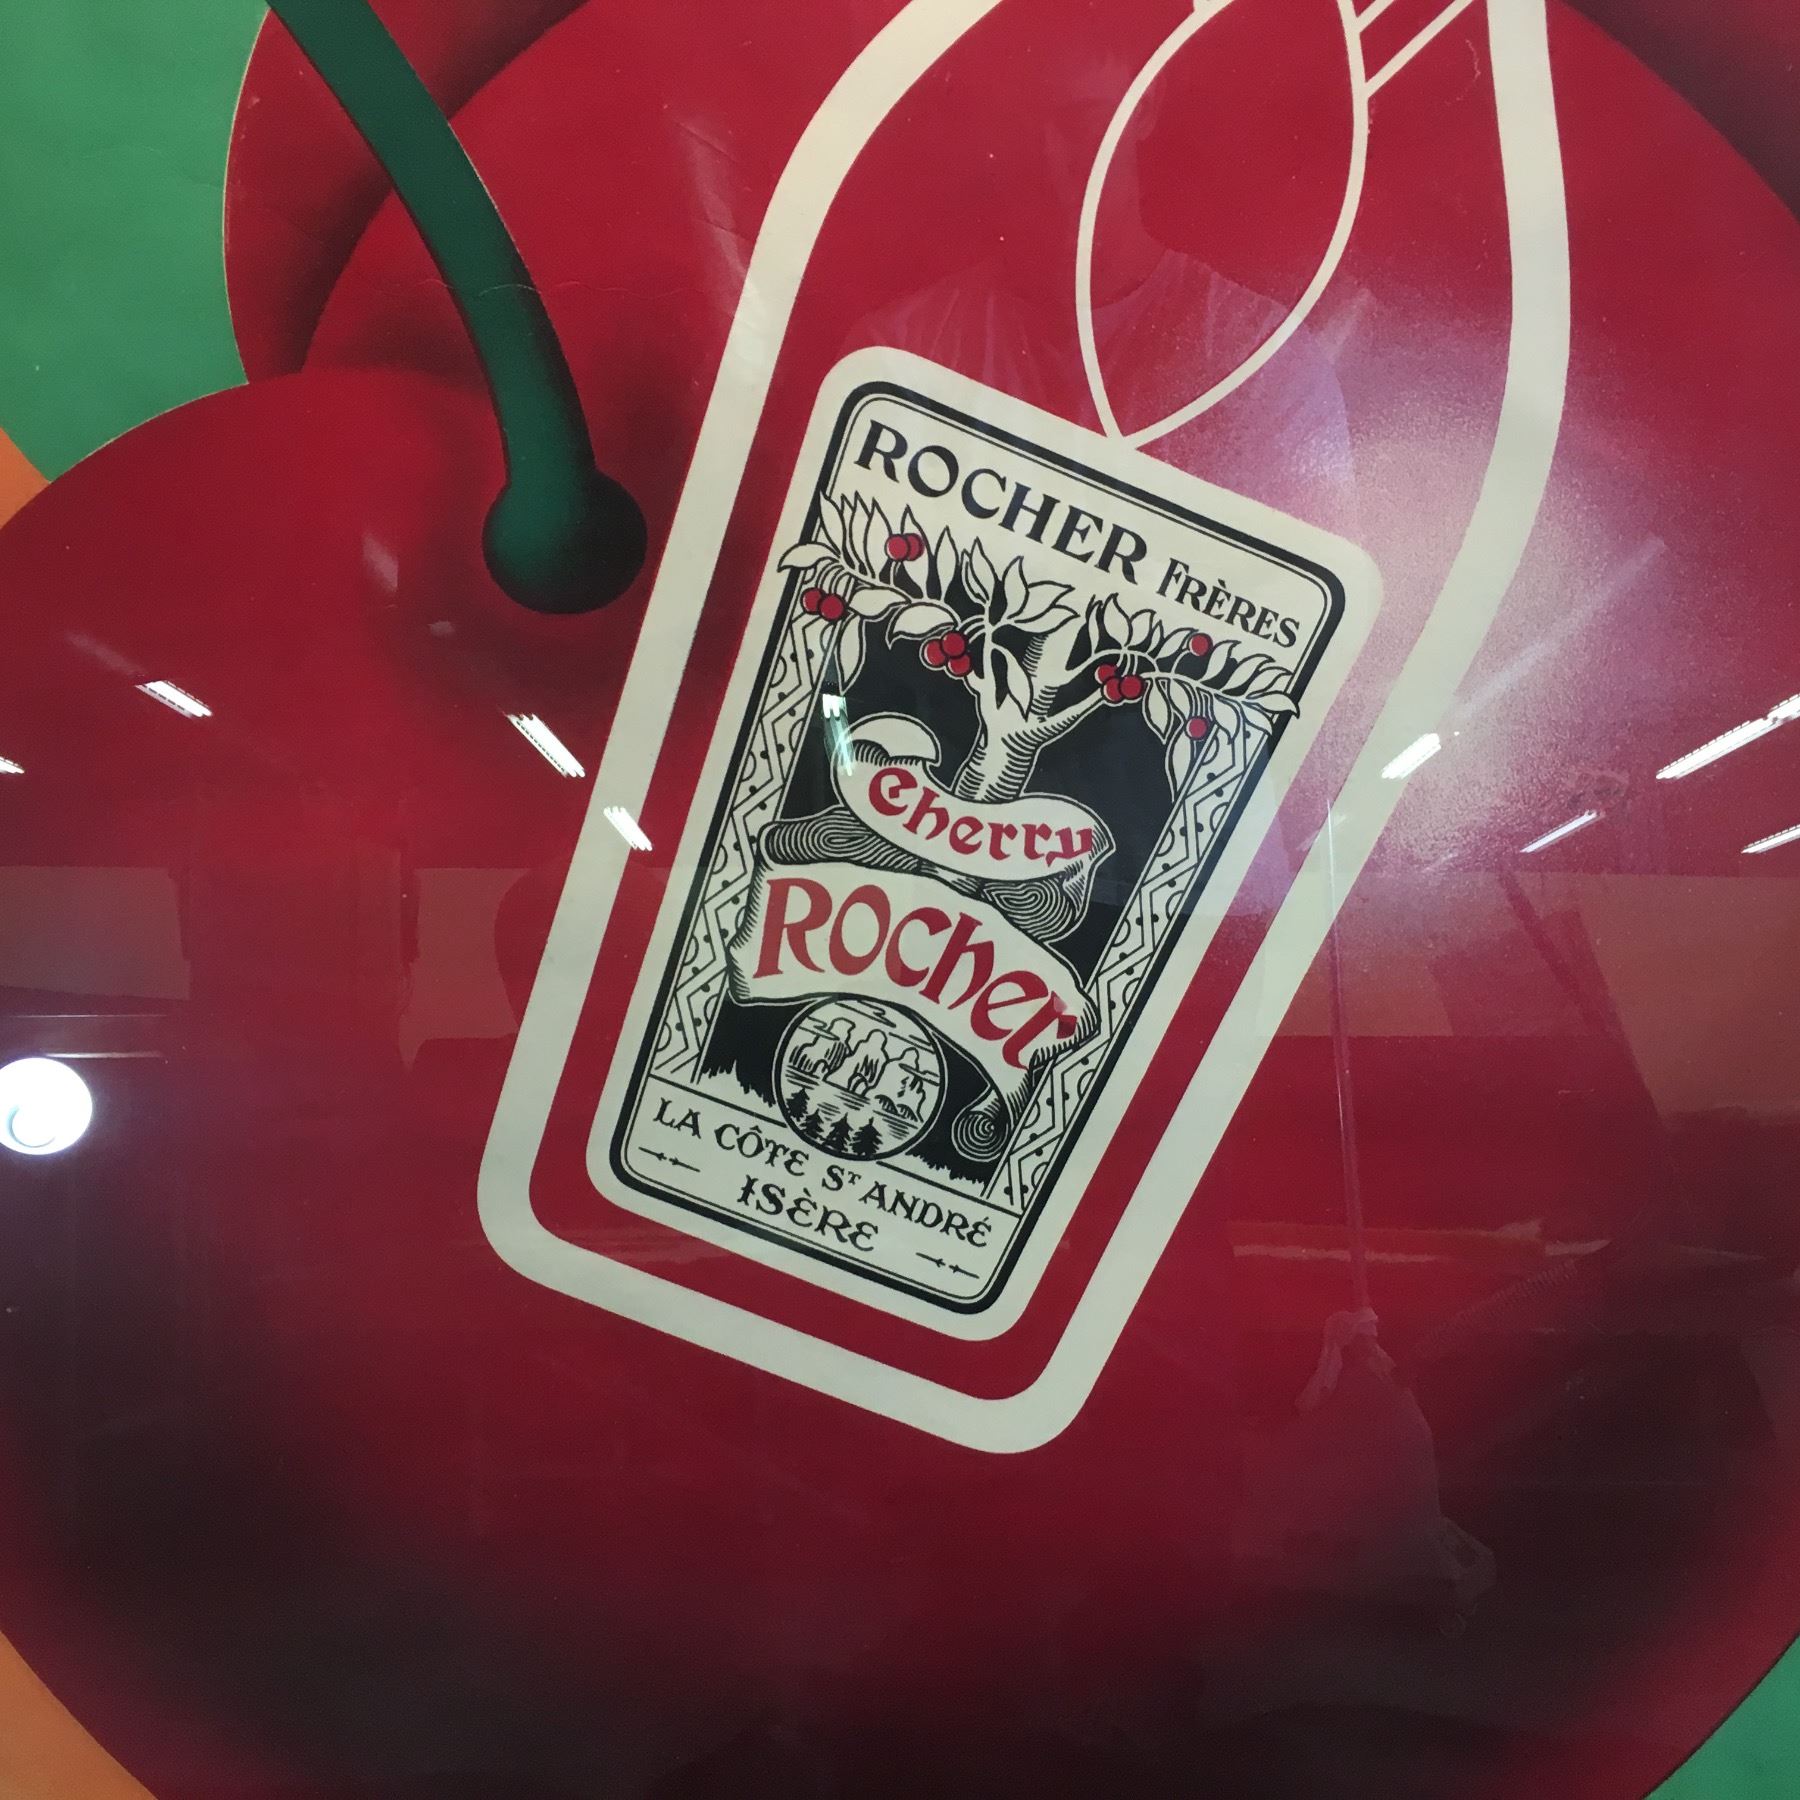 ROCHER FRÈRES
Cherry
ROCHER
LA CÔTE ST ANDRÉ
ISÈRE